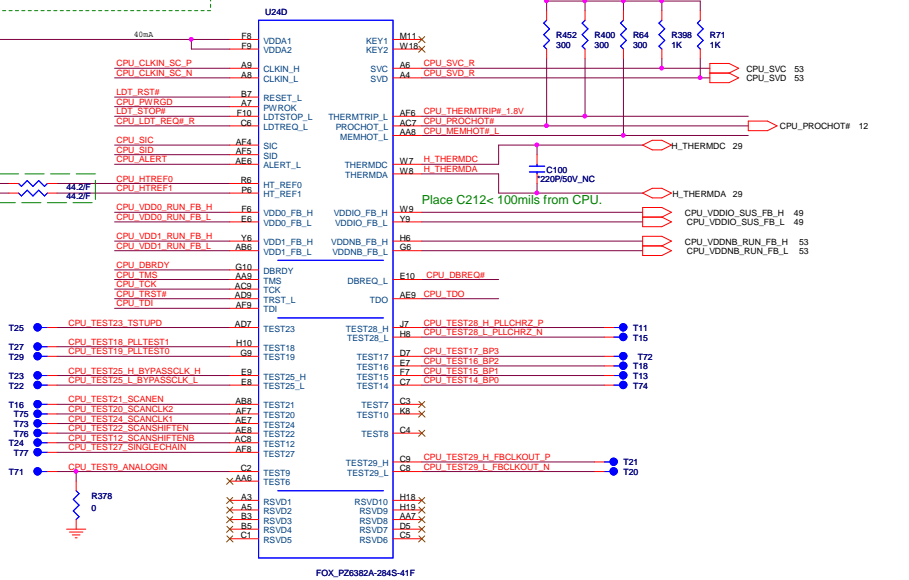 U24D
40mA
F8 VDDA1
F9 VDDA2
KEY1 M11
KEY2 W18
R452 300
R400 300
R64 300
R398 1K
R71 1K
CPU_CLKIN_SC_P A9 CLKIN_H
CPU_CLKIN_SC_N A8 CLKIN_L
SVC A6 CPU_SVC_R CPU_SVC 53
SVD A4 CPU_SVD_R CPU_SVD 53
LDT_RST# B7 RESET_L
CPU_PWRGD A7 PWROK
LDT_STOP# F10 LDTSTOP_L
CPU_LDT_REQ#_R C6 LDTREQ_L
THERMTRIP_L AF6 CPU_THERMTRIP#_1.8V
PROCHOT_L AC7 CPU_PROCHOT# CPU_PROCHOT# 12
MEMHOT_L AA8 CPU_MEMHOT#_L
CPU_SIC AF4 SIC
CPU_SID AF5 SID
CPU_ALERT AE6 ALERT_L
H_THERMDC 29
THERMDC W7 H_THERMDC
THERMDA W8 H_THERMDA
C100
*220P/50V_NC
44.2/F
44.2/F
CPU_HTREF0 R6 HT_REF0
CPU_HTREF1 P6 HT_REF1
H_THERMDA 29
Place C212< 100mils from CPU.
CPU_VDD0_RUN_FB_H F6 VDD0_FB_H
CPU_VDD0_RUN_FB_L E6 VDD0_FB_L
VDDIO_FB_H W9 CPU_VDDIO_SUS_FB_H 49
VDDIO_FB_L Y9 CPU_VDDIO_SUS_FB_L 49
CPU_VDD1_RUN_FB_H Y6 VDD1_FB_H
CPU_VDD1_RUN_FB_L AB6 VDD1_FB_L
VDDNB_FB_H H6 CPU_VDDNB_RUN_FB_H 53
VDDNB_FB_L G6 CPU_VDDNB_RUN_FB_L 53
CPU_DBRDY G10 DBRDY
CPU_TMS AA9 TMS
CPU_TCK AC9 TCK
CPU_TRST# AD9 TRST_L
CPU_TDI AF9 TDI
DBREQ_L E10 CPU_DBREQ#
TDO AE9 CPU_TDO
T25 CPU_TEST23_TSTUPD AD7 TEST23
TEST28_H J7 CPU_TEST28_H_PLLCHRZ_P T11
TEST28_L H8 CPU_TEST28_L_PLLCHRZ_N T15
T27 CPU_TEST18_PLLTEST1 H10 TEST18
T29 CPU_TEST19_PLLTEST0 G9 TEST19
TEST17 D7 CPU_TEST17_BP3 T72
TEST16 E7 CPU_TEST16_BP2 T18
TEST15 F7 CPU_TEST15_BP1 T13
TEST14 C7 CPU_TEST14_BP0 T74
T23 CPU_TEST25_H_BYPASSCLK_H E9 TEST25_H
T22 CPU_TEST25_L_BYPASSCLK_L E8 TEST25_L
T16 CPU_TEST21_SCANEN AB8 TEST21
T75 CPU_TEST20_SCANCLK2 AF7 TEST20
T73 CPU_TEST24_SCANCLK1 AE7 TEST24
T76 CPU_TEST22_SCANSHIFTEN AE8 TEST22
T24 CPU_TEST12_SCANSHIFTENB AC8 TEST12
T77 CPU_TEST27_SINGLECHAIN AF8 TEST27
TEST7 C3
TEST10 K8
TEST8 C4
T71 CPU_TEST9_ANALOGIN C2 TEST9
AA6 TEST6
TEST29_H C9 CPU_TEST29_H_FBCLKOUT_P T21
TEST29_L C8 CPU_TEST29_L_FBCLKOUT_N T20
R378
0
A3 RSVD1
A5 RSVD2
B3 RSVD3
B5 RSVD4
C1 RSVD5
RSVD10 H18
RSVD9 H19
RSVD8 AA7
RSVD7 D5
RSVD6 C5
FOX_PZ6382A-284S-41F